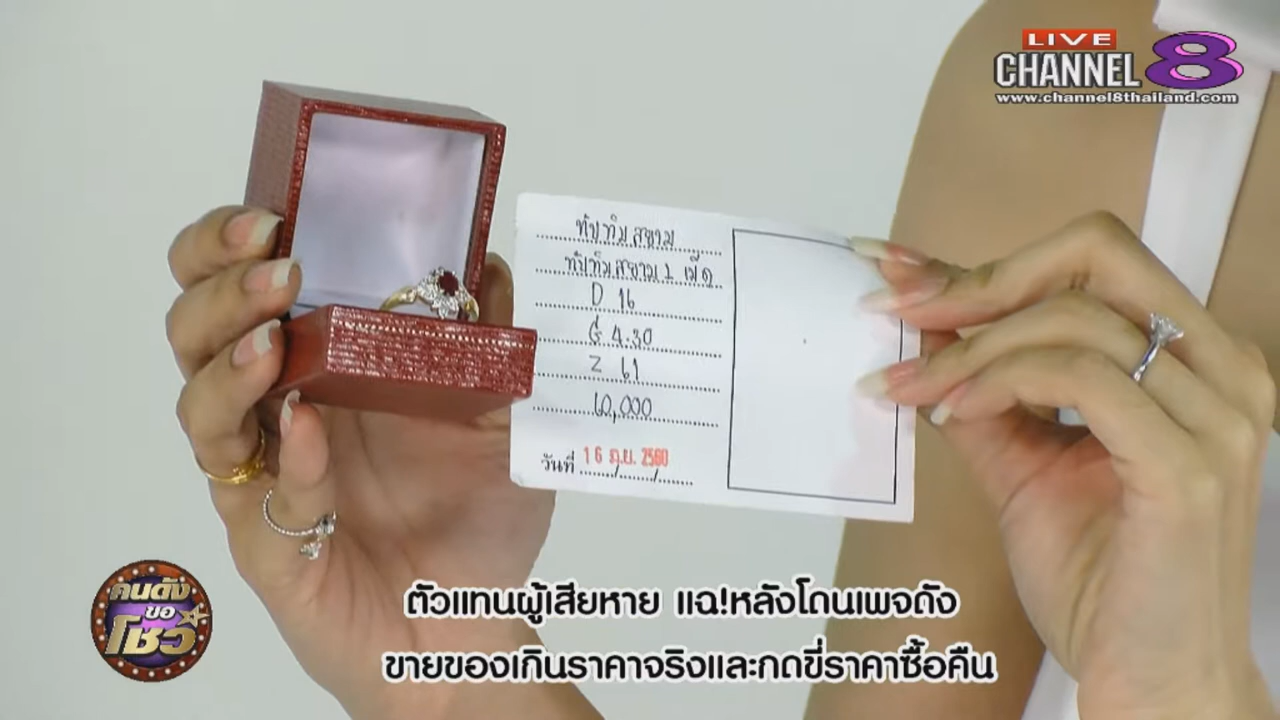 LIVE
CHANNEL 8
www.channel8thailand.com
ทับทิมสยาม
ทับทิมสยาม 1 เม็ด
D 16
G 4.30
Z 61
60,000
วันที่ 16 ก.ย. 2560
คนดัง
ขอ
โชว์
ตัวแทนผู้เสียหาย แฉ!หลังโดนเพจดัง
ขายของเกินราคาจริงและกดขี่ราคาซื้อคืน